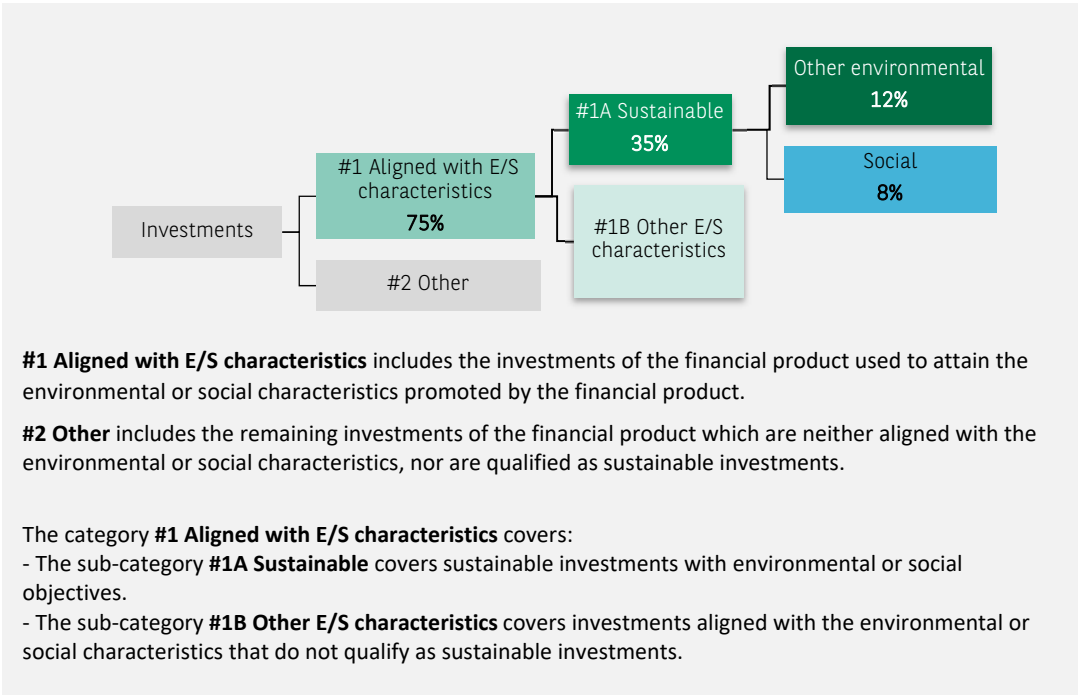 Other environmental
12%
#1A Sustainable
35%
Social
8%
#1 Aligned with E/S
characteristics
75%
Investments
#1B Other E/S
characteristics
#2 Other
#1 Aligned with E/S characteristics includes the investments of the financial product used to attain the
environmental or social characteristics promoted by the financial product.
#2 Other includes the remaining investments of the financial product which are neither aligned with the
environmental or social characteristics, nor are qualified as sustainable investments.
The category #1 Aligned with E/S characteristics covers:
- The sub-category #1A Sustainable covers sustainable investments with environmental or social
objectives.
- The sub-category #1B Other E/S characteristics covers investments aligned with the environmental or
social characteristics that do not qualify as sustainable investments.